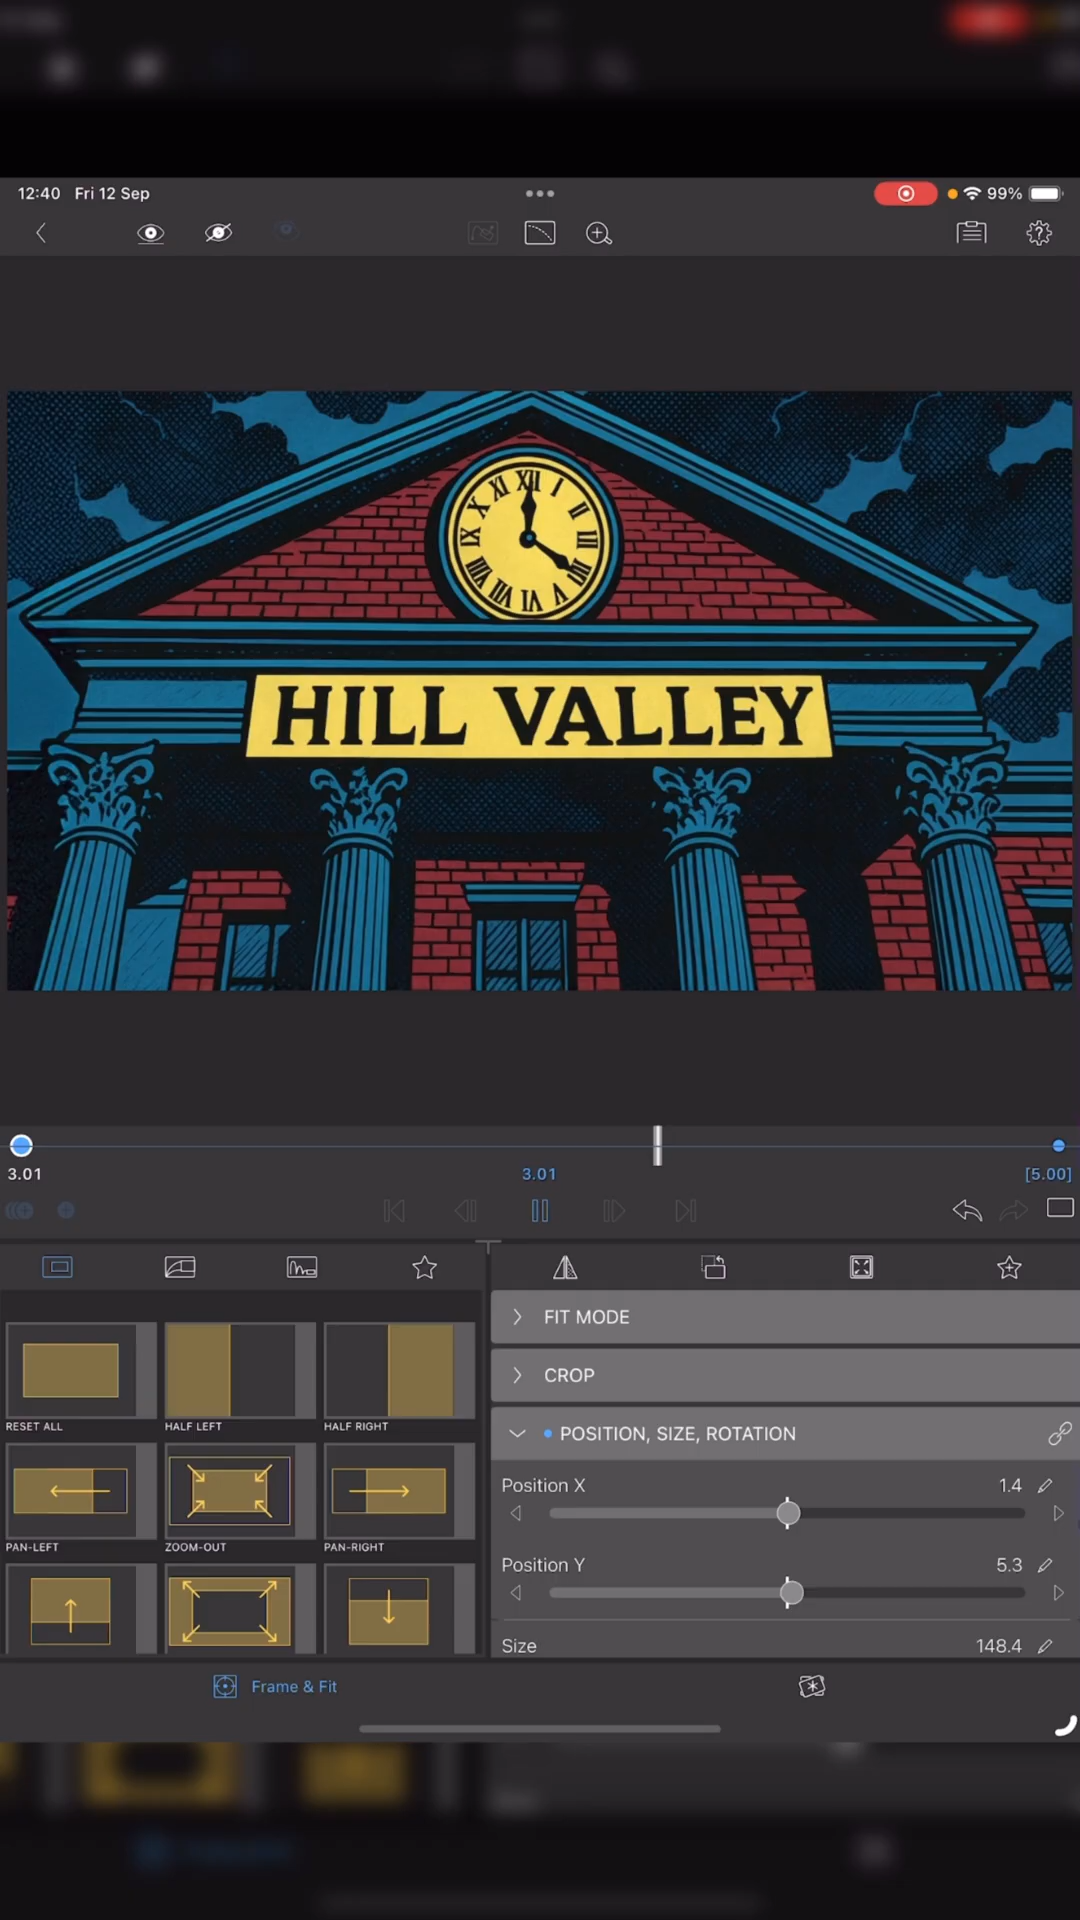 12:40 Fri 12 Sep
99%
XII I II III IIII V VI VII VIII IX X XI
HILL VALLEY
3.01 3.01 [5.00]
FIT MODE
CROP
RESET ALL HALF LEFT HALF RIGHT
POSITION, SIZE, ROTATION
Position X 1.4
PAN-LEFT ZOOM-OUT PAN-RIGHT
Position Y 5.3
Size 148.4
Frame & Fit